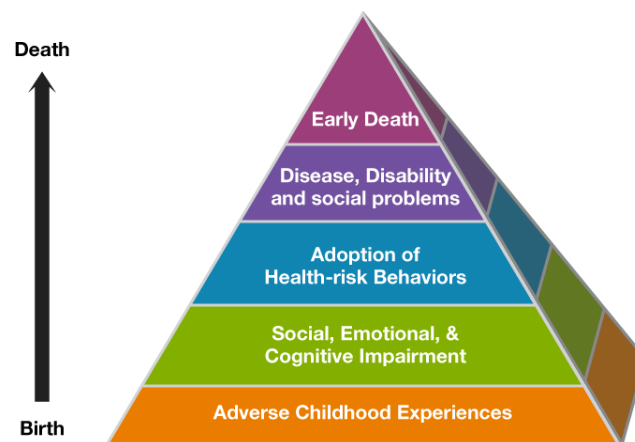 Death
Early Death
Disease, Disability
and social problems
Adoption of
Health-risk Behaviors
Social, Emotional, &
Cognitive Impairment
Adverse Childhood Experiences
Birth